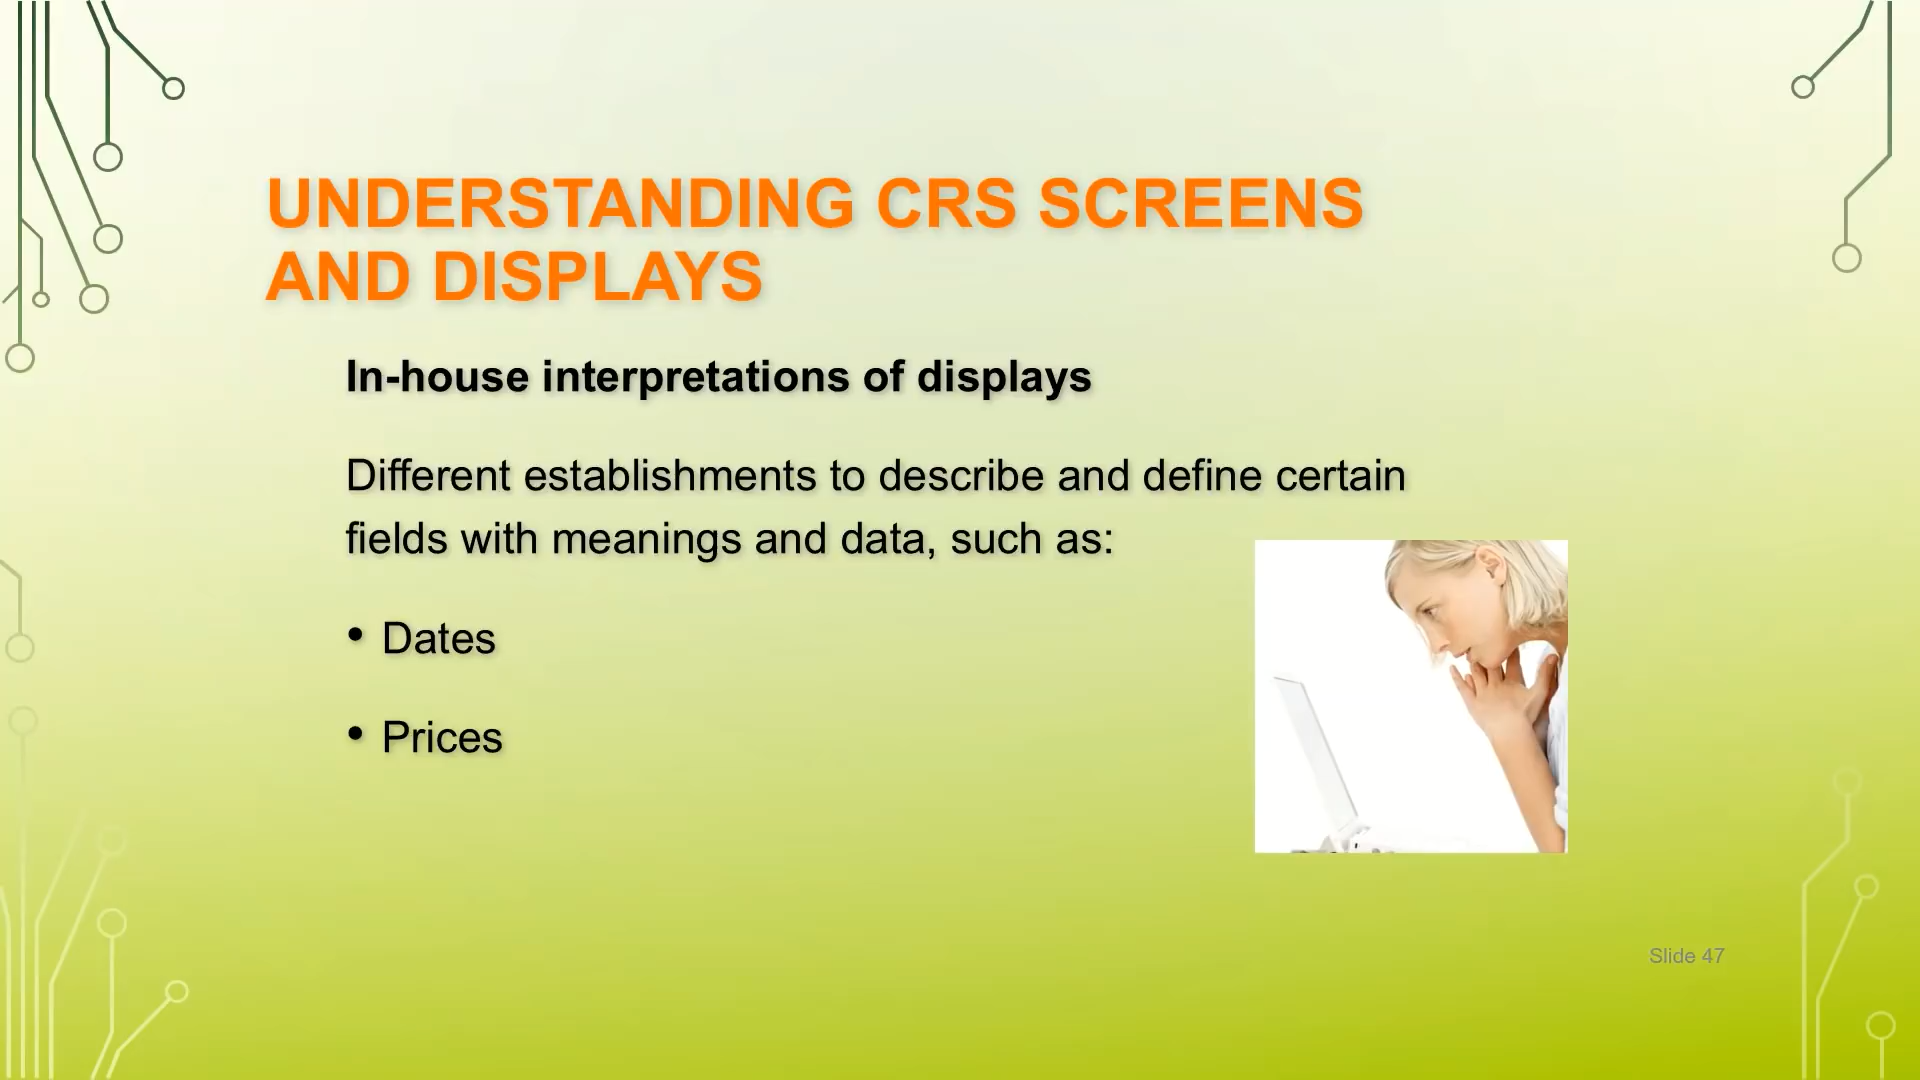 UNDERSTANDING CRS SCREENS
AND DISPLAYS
In-house interpretations of displays
Different establishments to describe and define certain
fields with meanings and data, such as:
• Dates
• Prices
Slide 47